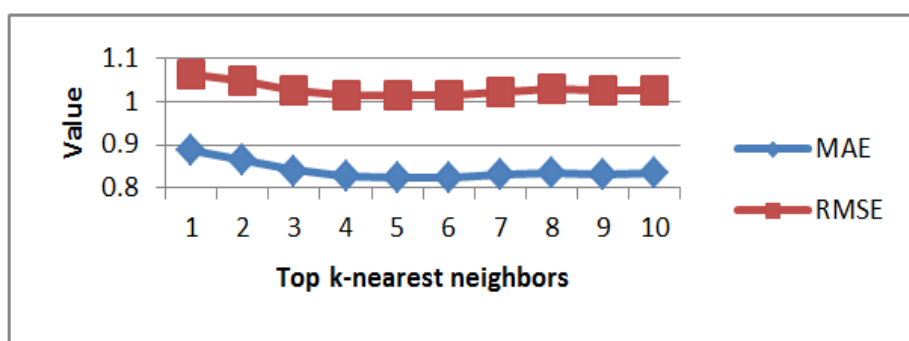 1.1
1
0.9
0.8
Value
1 2 3 4 5 6 7 8 9 10
Top k-nearest neighbors
MAE
RMSE